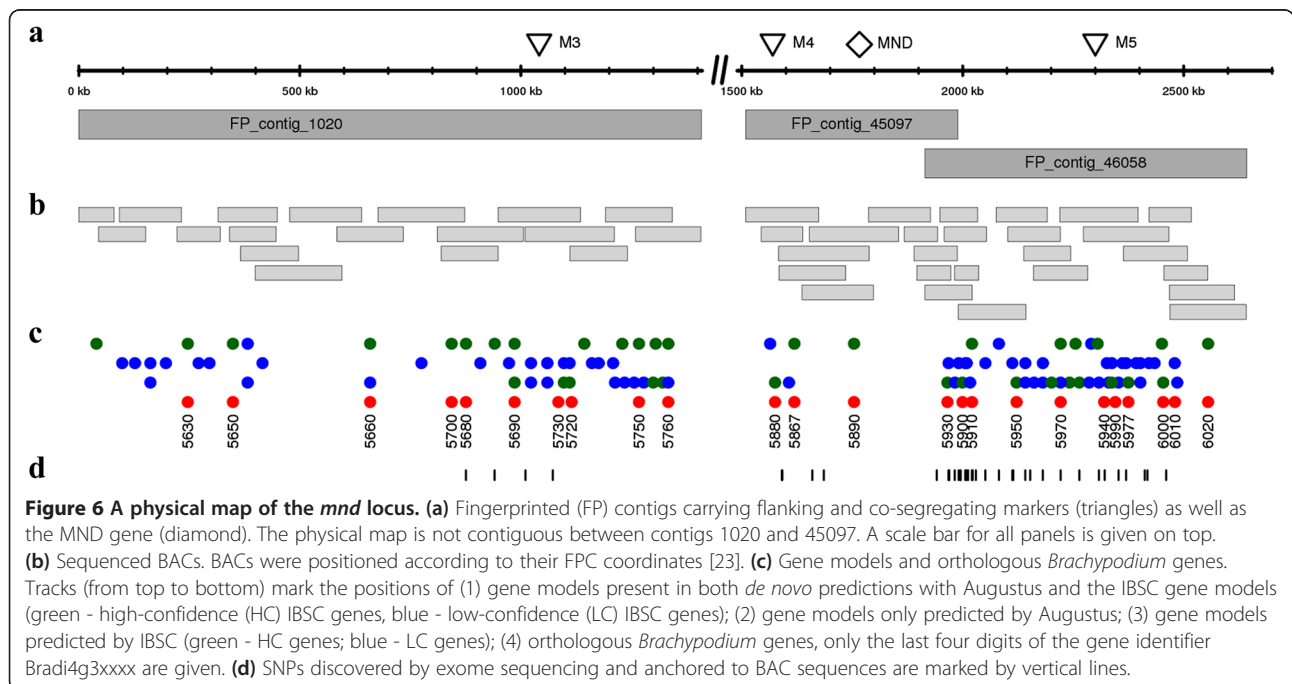 a
M3 M4 MND M5
0 kb 500 kb 1000 kb 1500 kb 2000 kb 2500 kb
FP_contig_1020 FP_contig_45097
FP_contig_46058
b
c
5630 5650 5660 5700 5680 5690 5730 5720 5750 5760 5880 5867 5890 5930 5900 5910 5950 5970 5940 5990 5977 6000 6010 6020
d
Figure 6 A physical map of the mnd locus. (a) Fingerprinted (FP) contigs carrying flanking and co-segregating markers (triangles) as well as
the MND gene (diamond). The physical map is not contiguous between contigs 1020 and 45097. A scale bar for all panels is given on top.
(b) Sequenced BACs. BACs were positioned according to their FPC coordinates [23]. (c) Gene models and orthologous Brachypodium genes.
Tracks (from top to bottom) mark the positions of (1) gene models present in both de novo predictions with Augustus and the IBSC gene models
(green - high-confidence (HC) IBSC genes, blue - low-confidence (LC) IBSC genes); (2) gene models only predicted by Augustus; (3) gene models
predicted by IBSC (green - HC genes; blue - LC genes); (4) orthologous Brachypodium genes, only the last four digits of the gene identifier
Bradi4g3xxxx are given. (d) SNPs discovered by exome sequencing and anchored to BAC sequences are marked by vertical lines.